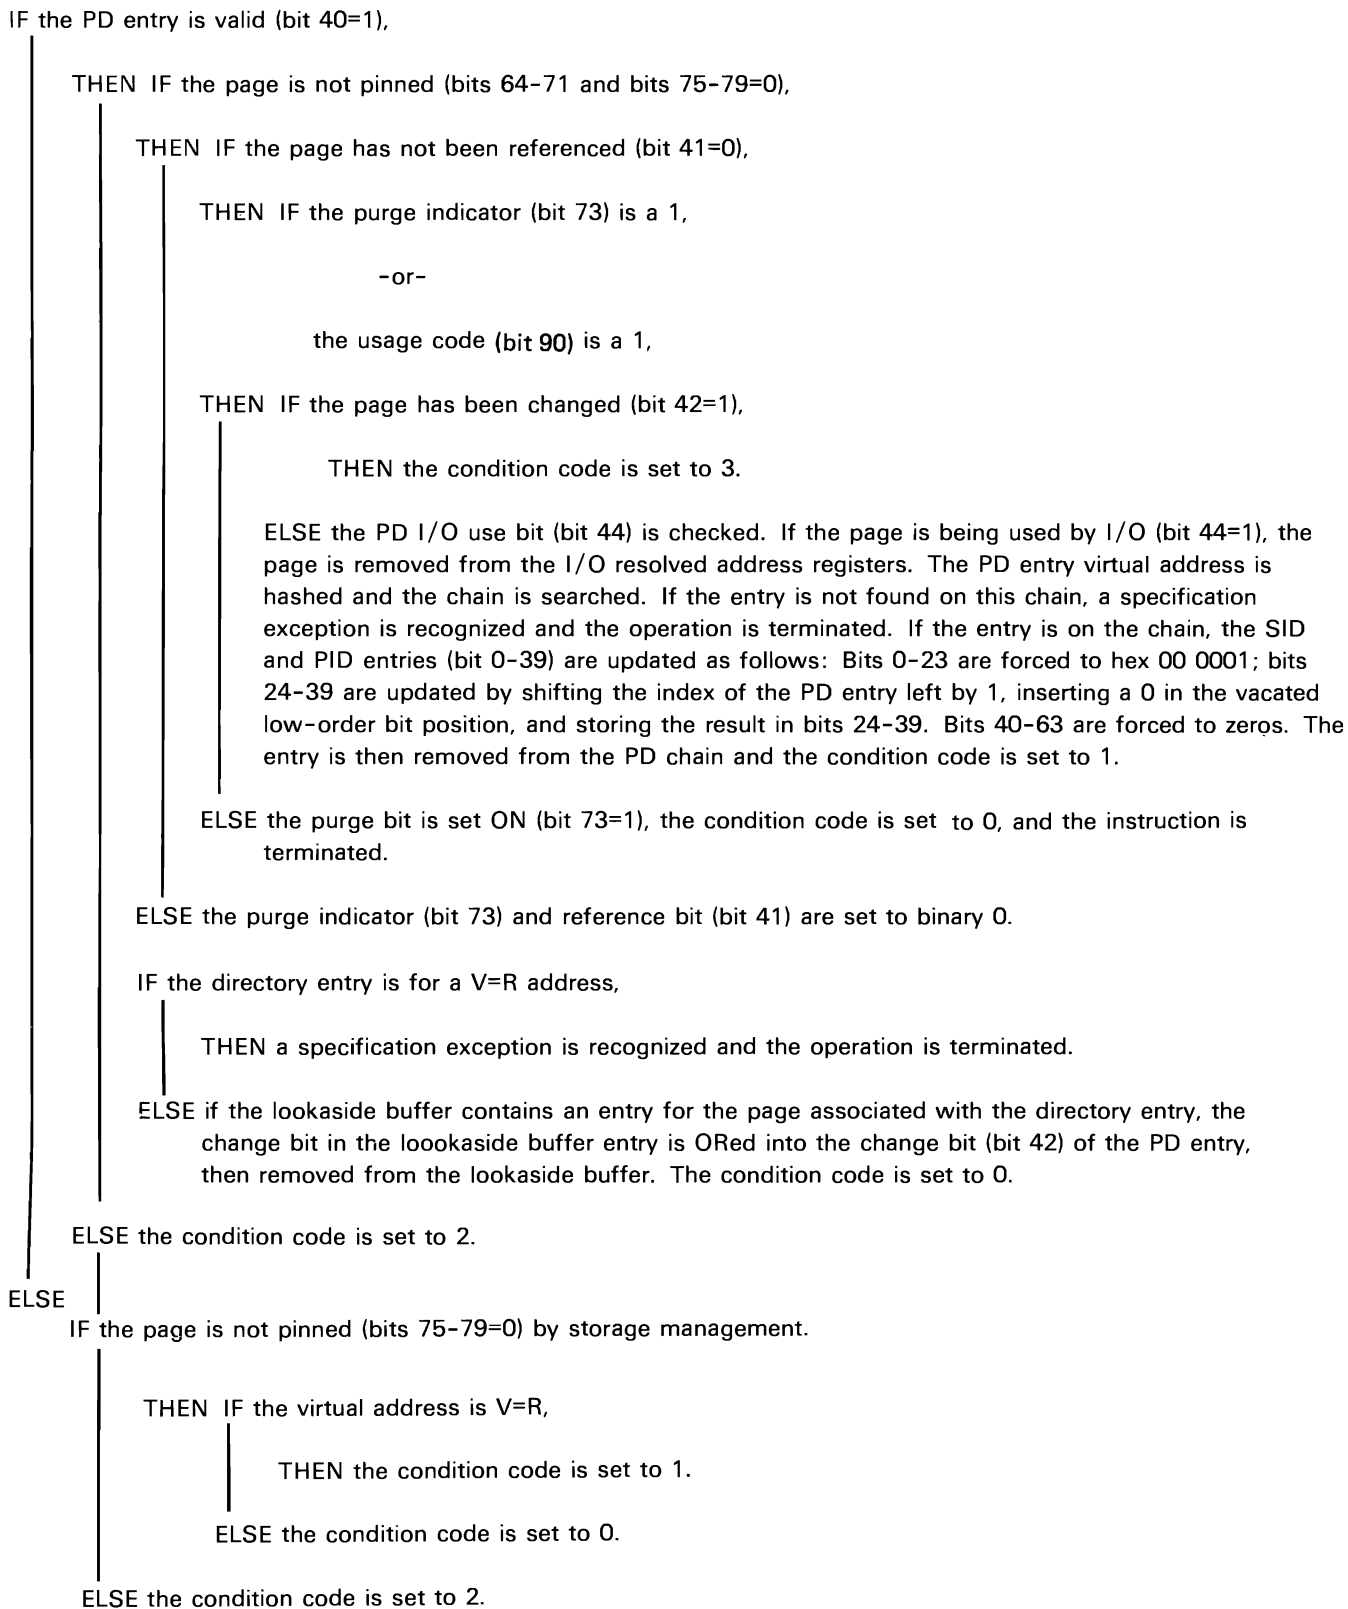 IF the PD entry is valid (bit 40=1),
THEN IF the page is not pinned (bits 64-71 and bits 75-79=0),
THEN IF the page has not been referenced (bit 41=0),
THEN IF the purge indicator (bit 73) is a 1,
-or-
the usage code (bit 90) is a 1,
THEN IF the page has been changed (bit 42=1),
THEN the condition code is set to 3.
ELSE the PD I/O use bit (bit 44) is checked. If the page is being used by I/O (bit 44=1), the
page is removed from the I/O resolved address registers. The PD entry virtual address is
hashed and the chain is searched. If the entry is not found on this chain, a specification
exception is recognized and the operation is terminated. If the entry is on the chain, the SID
and PID entries (bit 0-39) are updated as follows: Bits 0-23 are forced to hex 00 0001; bits
24-39 are updated by shifting the index of the PD entry left by 1, inserting a 0 in the vacated
low-order bit position, and storing the result in bits 24-39. Bits 40-63 are forced to zeros. The
entry is then removed from the PD chain and the condition code is set to 1.
ELSE the purge bit is set ON (bit 73=1), the condition code is set to 0, and the instruction is
terminated.
ELSE the purge indicator (bit 73) and reference bit (bit 41) are set to binary 0.
IF the directory entry is for a V=R address,
THEN a specification exception is recognized and the operation is terminated.
ELSE if the lookaside buffer contains an entry for the page associated with the directory entry, the
change bit in the loookaside buffer entry is ORed into the change bit (bit 42) of the PD entry,
then removed from the lookaside buffer. The condition code is set to 0.
ELSE the condition code is set to 2.
ELSE
IF the page is not pinned (bits 75-79=0) by storage management.
THEN IF the virtual address is V=R,
THEN the condition code is set to 1.
ELSE the condition code is set to 0.
ELSE the condition code is set to 2.